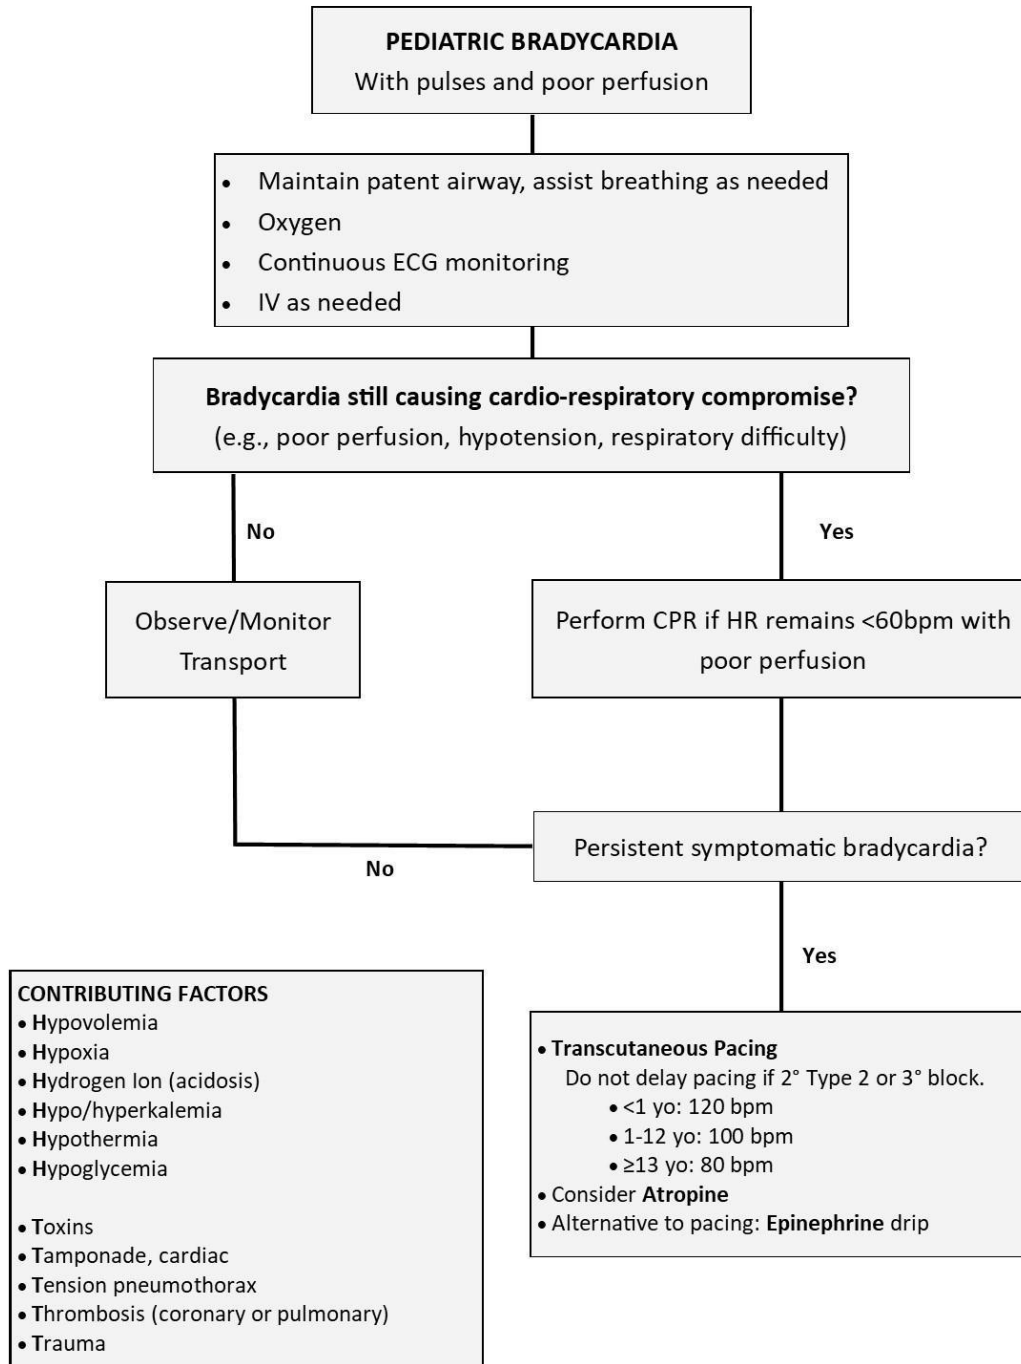 PEDIATRIC BRADYCARDIA
With pulses and poor perfusion
• Maintain patent airway, assist breathing as needed
• Oxygen
• Continuous ECG monitoring
• IV as needed
Bradycardia still causing cardio-respiratory compromise?
(e.g., poor perfusion, hypotension, respiratory difficulty)
No
Yes
Observe/Monitor
Transport
Perform CPR if HR remains <60bpm with
poor perfusion
Persistent symptomatic bradycardia?
No
Yes
CONTRIBUTING FACTORS
• Hypovolemia
• Hypoxia
• Hydrogen Ion (acidosis)
• Hypo/hyperkalemia
• Hypothermia
• Hypoglycemia
• Toxins
• Tamponade, cardiac
• Tension pneumothorax
• Thrombosis (coronary or pulmonary)
• Trauma
• Transcutaneous Pacing
Do not delay pacing if 2° Type 2 or 3° block.
• <1 yo: 120 bpm
• 1-12 yo: 100 bpm
• ≥13 yo: 80 bpm
• Consider Atropine
• Alternative to pacing: Epinephrine drip